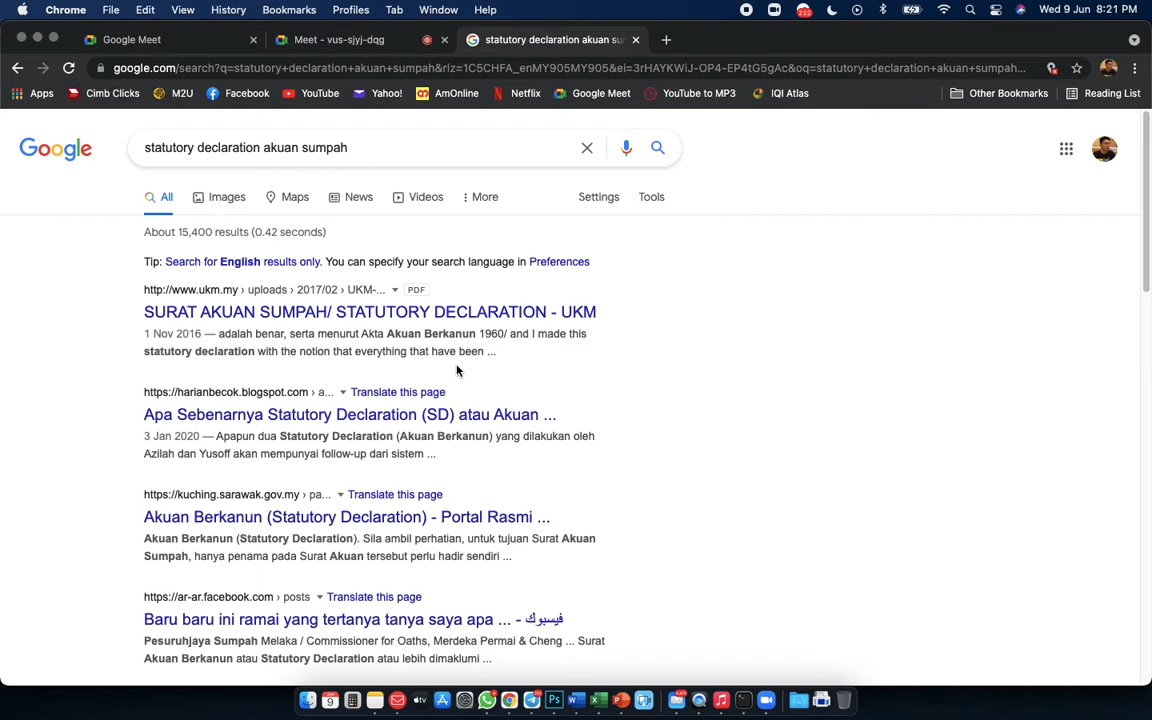 Chrome File Edit View History Bookmarks Profiles Tab Window Help Wed 9 Jun 8:21 PM
Google Meet Meet - vus-sjyj-dqg statutory declaration akuan su
google.com/search?q=statutory+declaration+akuan+sumpah&rlz=1C5CHFA_enMY905MY905&ei=3rHAYKWiJ-OP4-EP4tG5gAc&oq=statutory+declaration+akuan+sumpah...
Apps Cimb Clicks M2U Facebook YouTube Yahoo! AmOnline Netflix Google Meet YouTube to MP3 IQI Atlas Other Bookmarks Reading List
Google statutory declaration akuan sumpah
All Images Maps News Videos More Settings Tools
About 15,400 results (0.42 seconds)
Tip: Search for English results only. You can specify your search language in Preferences
http://www.ukm.my › uploads › 2017/02 › UKM-... PDF
SURAT AKUAN SUMPAH/ STATUTORY DECLARATION - UKM
1 Nov 2016 — adalah benar, serta menurut Akta Akuan Berkanun 1960/ and I made this
statutory declaration with the notion that everything that have been ...
https://harianbecok.blogspot.com › a... Translate this page
Apa Sebenarnya Statutory Declaration (SD) atau Akuan ...
3 Jan 2020 — Apapun dua Statutory Declaration (Akuan Berkanun) yang dilakukan oleh
Azilah dan Yusoff akan mempunyai follow-up dari sistem ...
https://kuching.sarawak.gov.my › pa... Translate this page
Akuan Berkanun (Statutory Declaration) - Portal Rasmi ...
Akuan Berkanun (Statutory Declaration). Sila ambil perhatian, untuk tujuan Surat Akuan
Sumpah, hanya penama pada Surat Akuan tersebut perlu hadir sendiri ...
https://ar-ar.facebook.com › posts Translate this page
Baru baru ini ramai yang tertanya tanya saya apa ... - فيسبوك
Pesuruhjaya Sumpah Melaka / Commissioner for Oaths, Merdeka Permai & Cheng ... Surat
Akuan Berkanun atau Statutory Declaration atau lebih dimaklumi ...